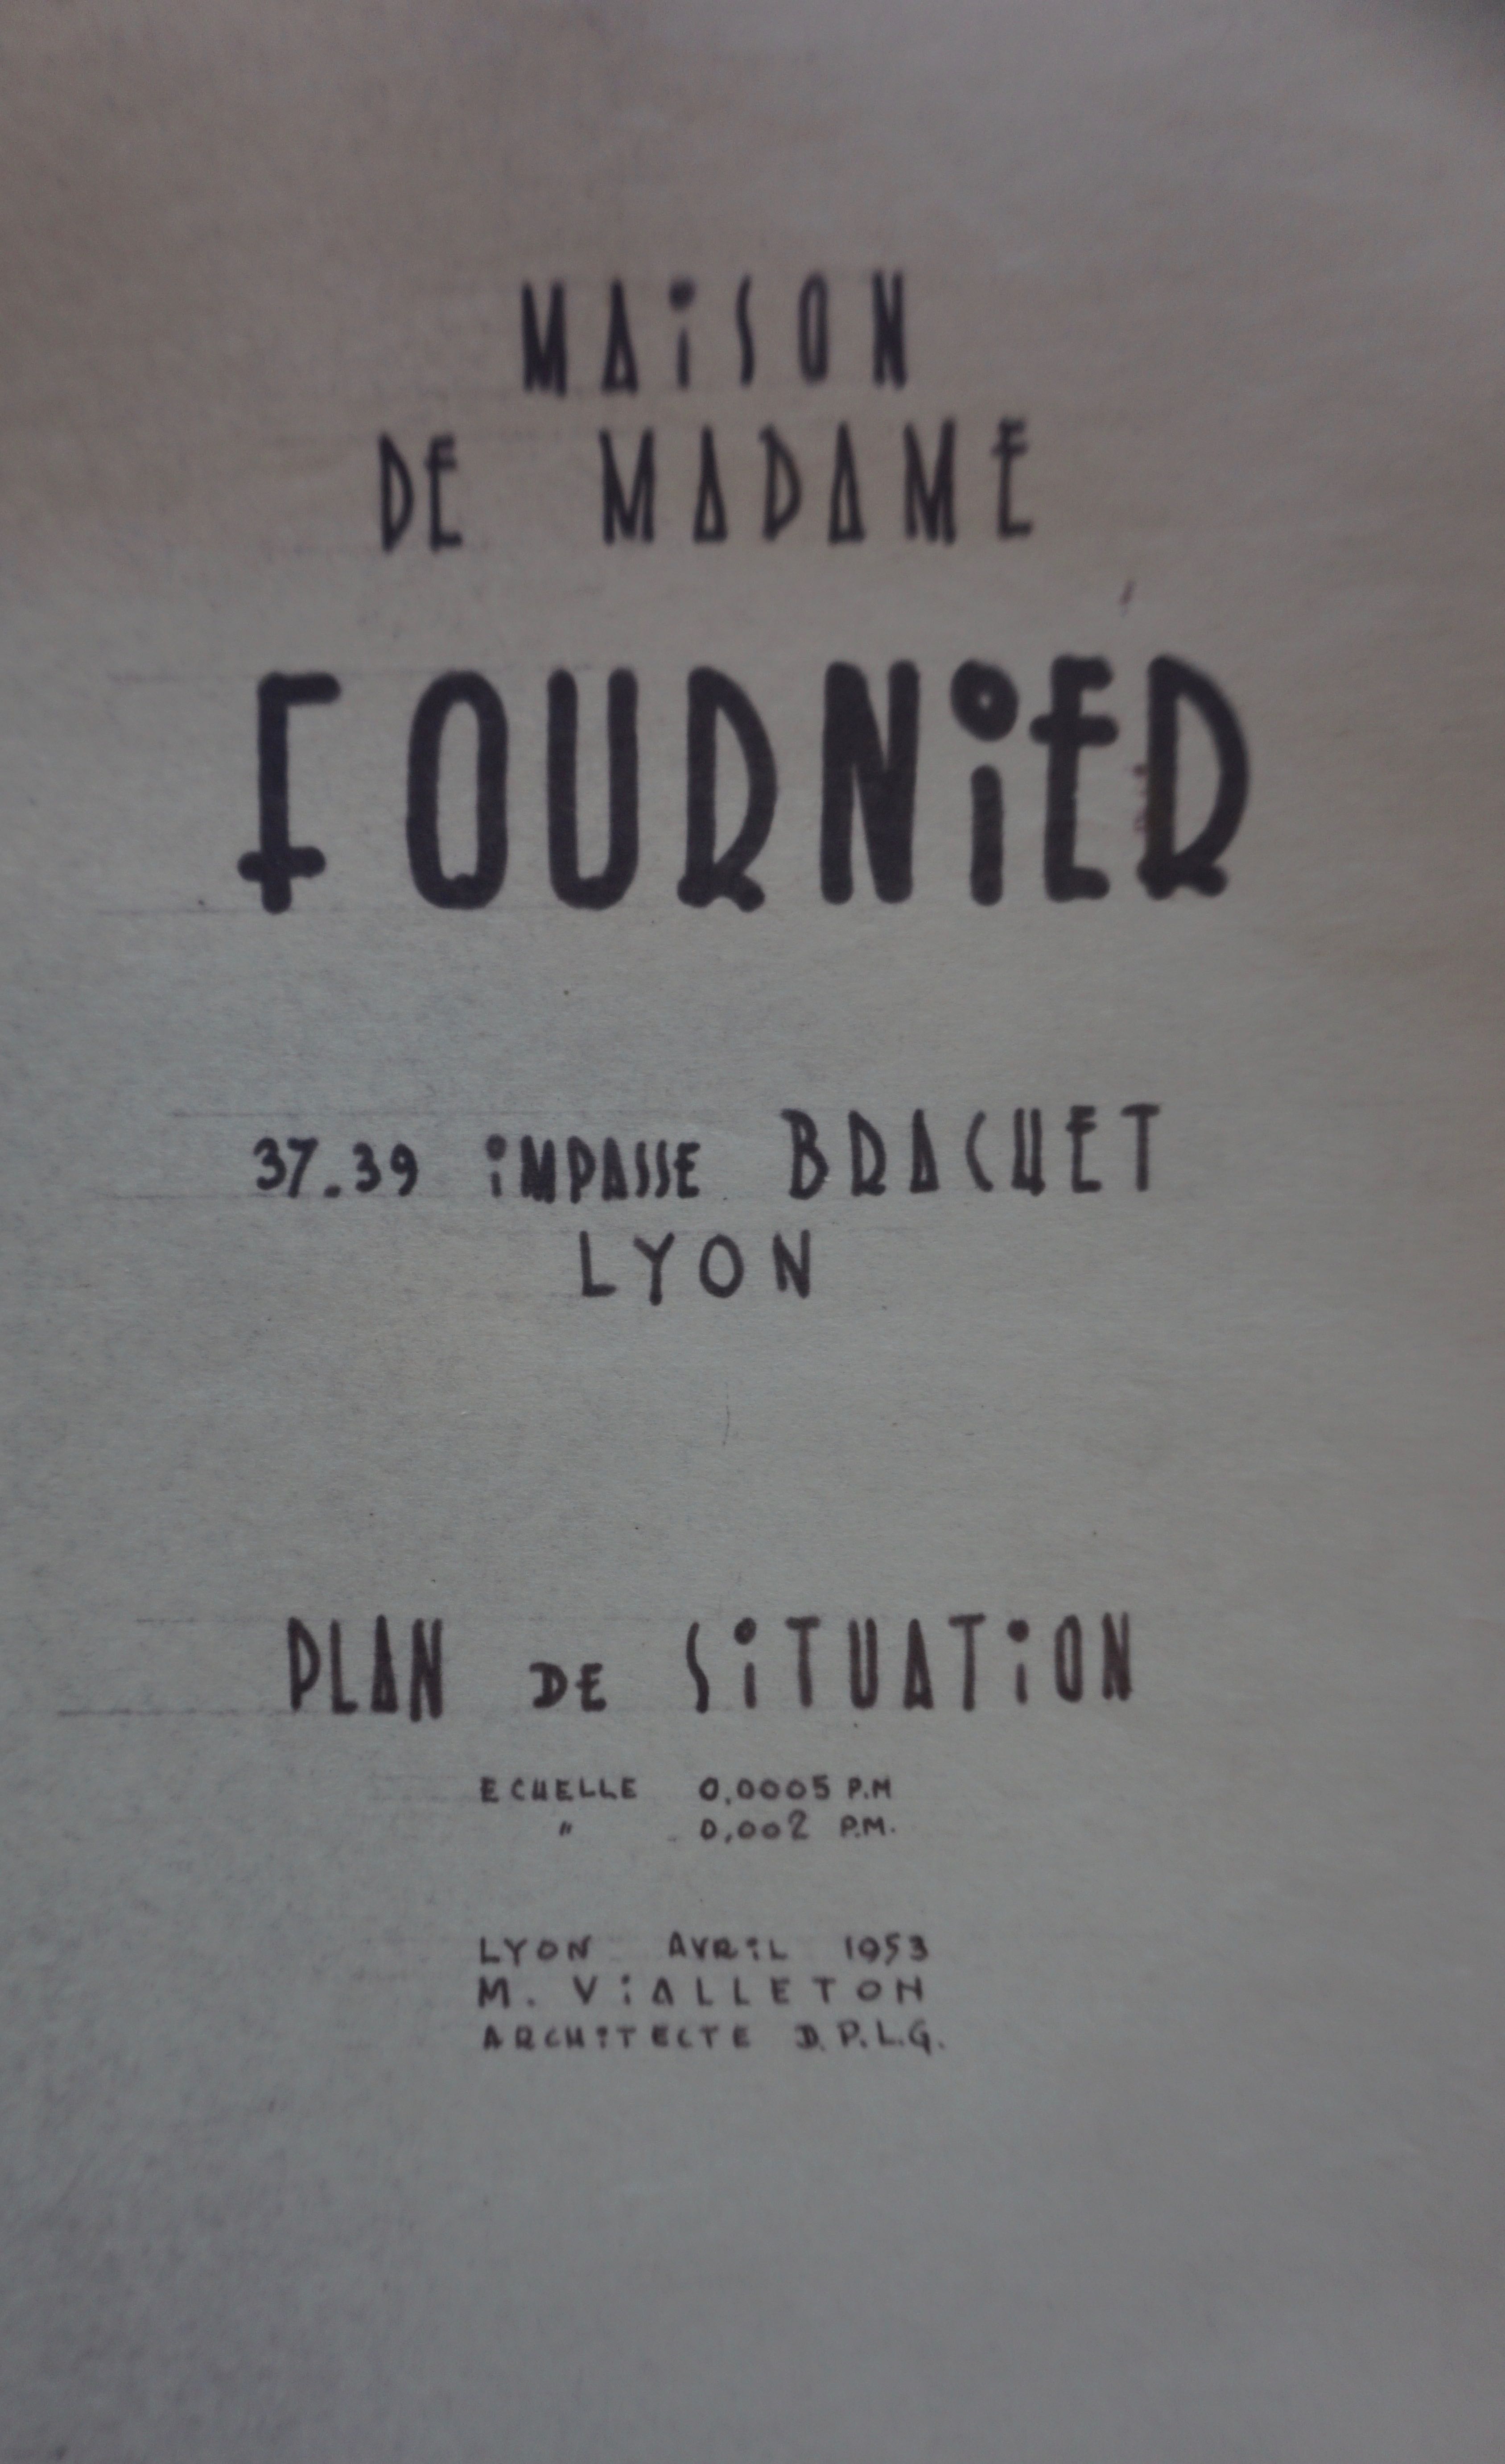 MAiSON
DE MADAME
FOURNiER
37.39 iMPASSE BRACHET
LYON
PLAN DE SiTUATiON
ECHELLE 0,0005 P.M
" 0,002 P.M.
LYON AVRiL 1953
M. ViALLETON
ARCHiTECTE D.P.L.G.